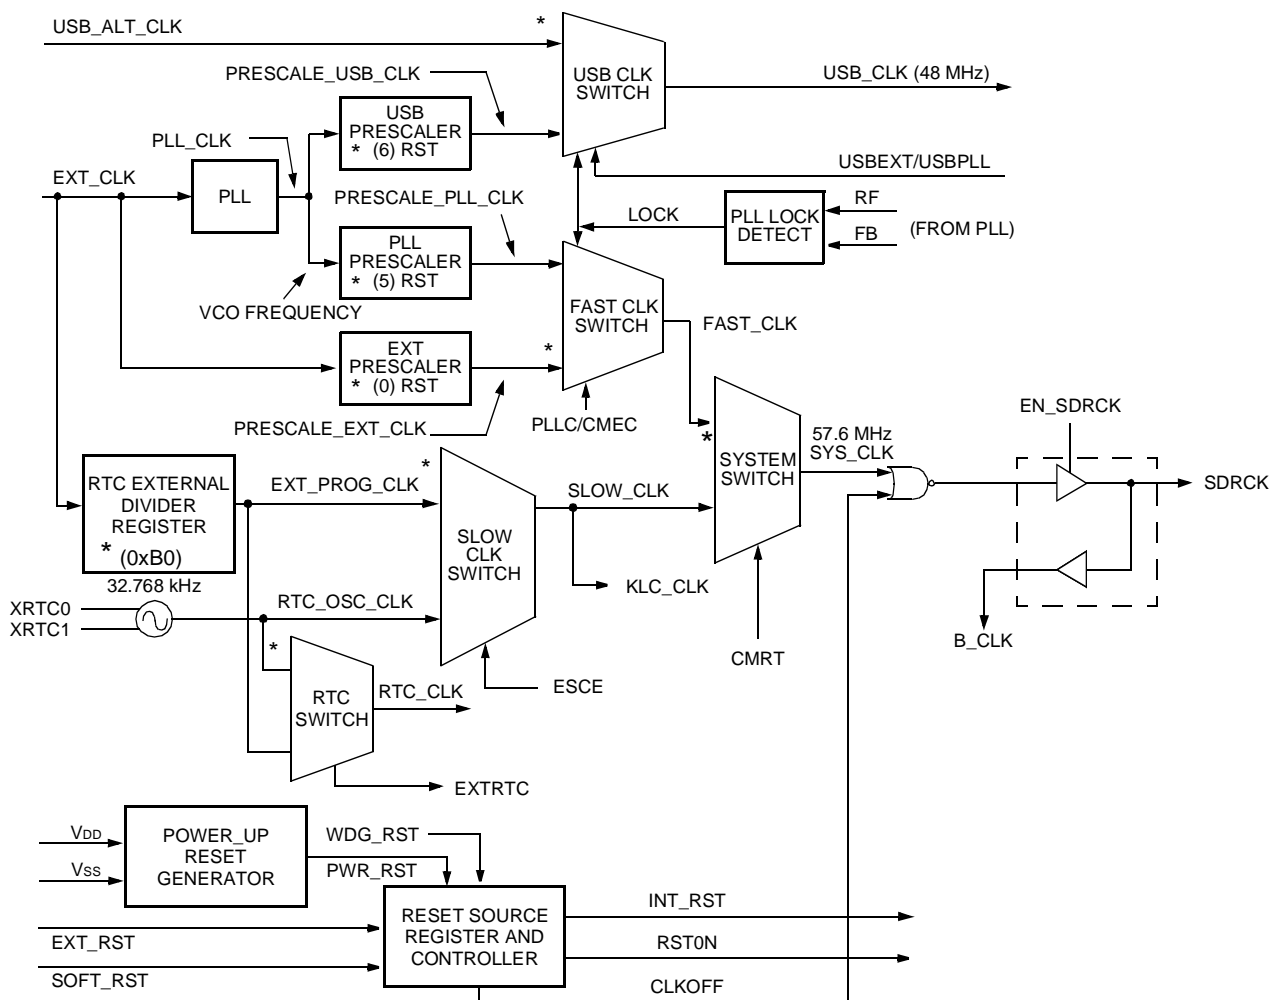 USB_ALT_CLK
*
PRESCALE_USB_CLK
USB CLK
SWITCH
USB_CLK (48 MHz)
USB
PRESCALER
* (6) RST
PLL_CLK
EXT_CLK
PLL
USBEXT/USBPLL
PRESCALE_PLL_CLK
LOCK
PLL LOCK
DETECT
RF
FB
(FROM PLL)
PLL
PRESCALER
* (5) RST
VCO FREQUENCY
FAST CLK
SWITCH
FAST_CLK
EXT
PRESCALER
* (0) RST
*
PRESCALE_EXT_CLK
PLLC/CMEC
EN_SDRCK
*
SYSTEM
SWITCH
57.6 MHz
SYS_CLK
SDRCK
RTC EXTERNAL
DIVIDER
REGISTER
* (0xB0)
EXT_PROG_CLK
*
SLOW
CLK
SWITCH
SLOW_CLK
KLC_CLK
32.768 kHz
XRTC0
XRTC1
RTC_OSC_CLK
*
RTC
SWITCH
RTC_CLK
ESCE
CMRT
B_CLK
EXTRTC
VDD
VSS
POWER_UP
RESET
GENERATOR
WDG_RST
PWR_RST
EXT_RST
SOFT_RST
RESET SOURCE
REGISTER AND
CONTROLLER
INT_RST
RST0N
CLKOFF